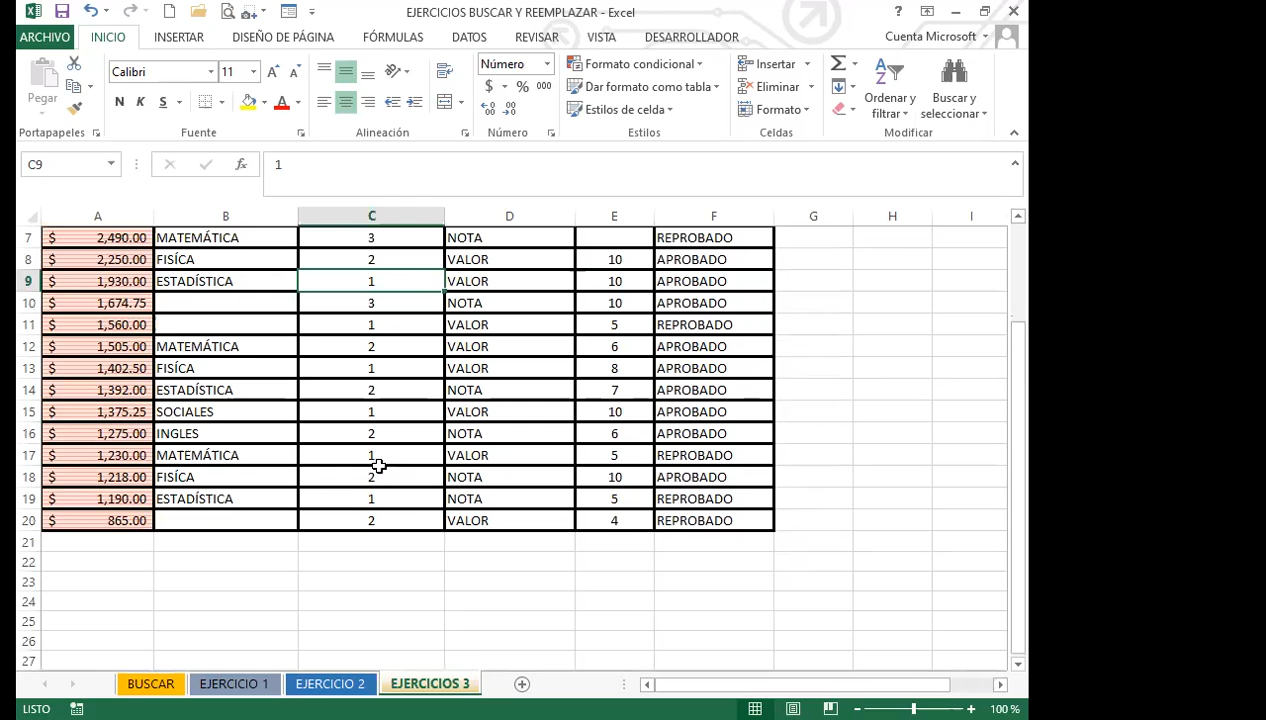 EJERCICIOS BUSCAR Y REEMPLAZAR - Excel
ARCHIVO INICIO INSERTAR DISEÑO DE PÁGINA FÓRMULAS DATOS REVISAR VISTA DESARROLLADOR Cuenta Microsoft
Calibri 11 Número Formato condicional Insertar
Pegar N K S $ % 000 Dar formato como tabla Eliminar Ordenar y filtrar Buscar y seleccionar
Estilos de celda Formato
Portapapeles Fuente Alineación Número Estilos Celdas Modificar
C9 fx 1
A B C D E F G H I
7 $ 2,490.00 MATEMÁTICA 3 NOTA REPROBADO
8 $ 2,250.00 FISÍCA 2 VALOR 10 APROBADO
9 $ 1,930.00 ESTADÍSTICA 1 VALOR 10 APROBADO
10 $ 1,674.75 3 NOTA 10 APROBADO
11 $ 1,560.00 1 VALOR 5 REPROBADO
12 $ 1,505.00 MATEMÁTICA 2 VALOR 6 APROBADO
13 $ 1,402.50 FISÍCA 1 VALOR 8 APROBADO
14 $ 1,392.00 ESTADÍSTICA 2 NOTA 7 APROBADO
15 $ 1,375.25 SOCIALES 1 VALOR 10 APROBADO
16 $ 1,275.00 INGLES 2 NOTA 6 APROBADO
17 $ 1,230.00 MATEMÁTICA 1 VALOR 5 REPROBADO
18 $ 1,218.00 FISÍCA 2 NOTA 10 APROBADO
19 $ 1,190.00 ESTADÍSTICA 1 NOTA 5 REPROBADO
20 $ 865.00 2 VALOR 4 REPROBADO
21
22
23
24
25
26
27
BUSCAR EJERCICIO 1 EJERCICIO 2 EJERCICIOS 3
LISTO 100 %